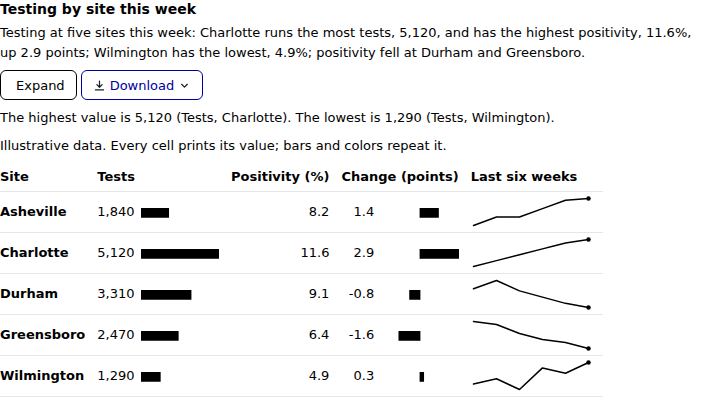 Testing by site this week
Testing at five sites this week: Charlotte runs the most tests, 5,120, and has the highest positivity, 11.6%,
up 2.9 points; Wilmington has the lowest, 4.9%; positivity fell at Durham and Greensboro.
Expand Download
The highest value is 5,120 (Tests, Charlotte). The lowest is 1,290 (Tests, Wilmington).
Illustrative data. Every cell prints its value; bars and colors repeat it.
Site Tests Positivity (%) Change (points) Last six weeks
Asheville 1,840 8.2 1.4
Charlotte 5,120 11.6 2.9
Durham 3,310 9.1 -0.8
Greensboro 2,470 6.4 -1.6
Wilmington 1,290 4.9 0.3